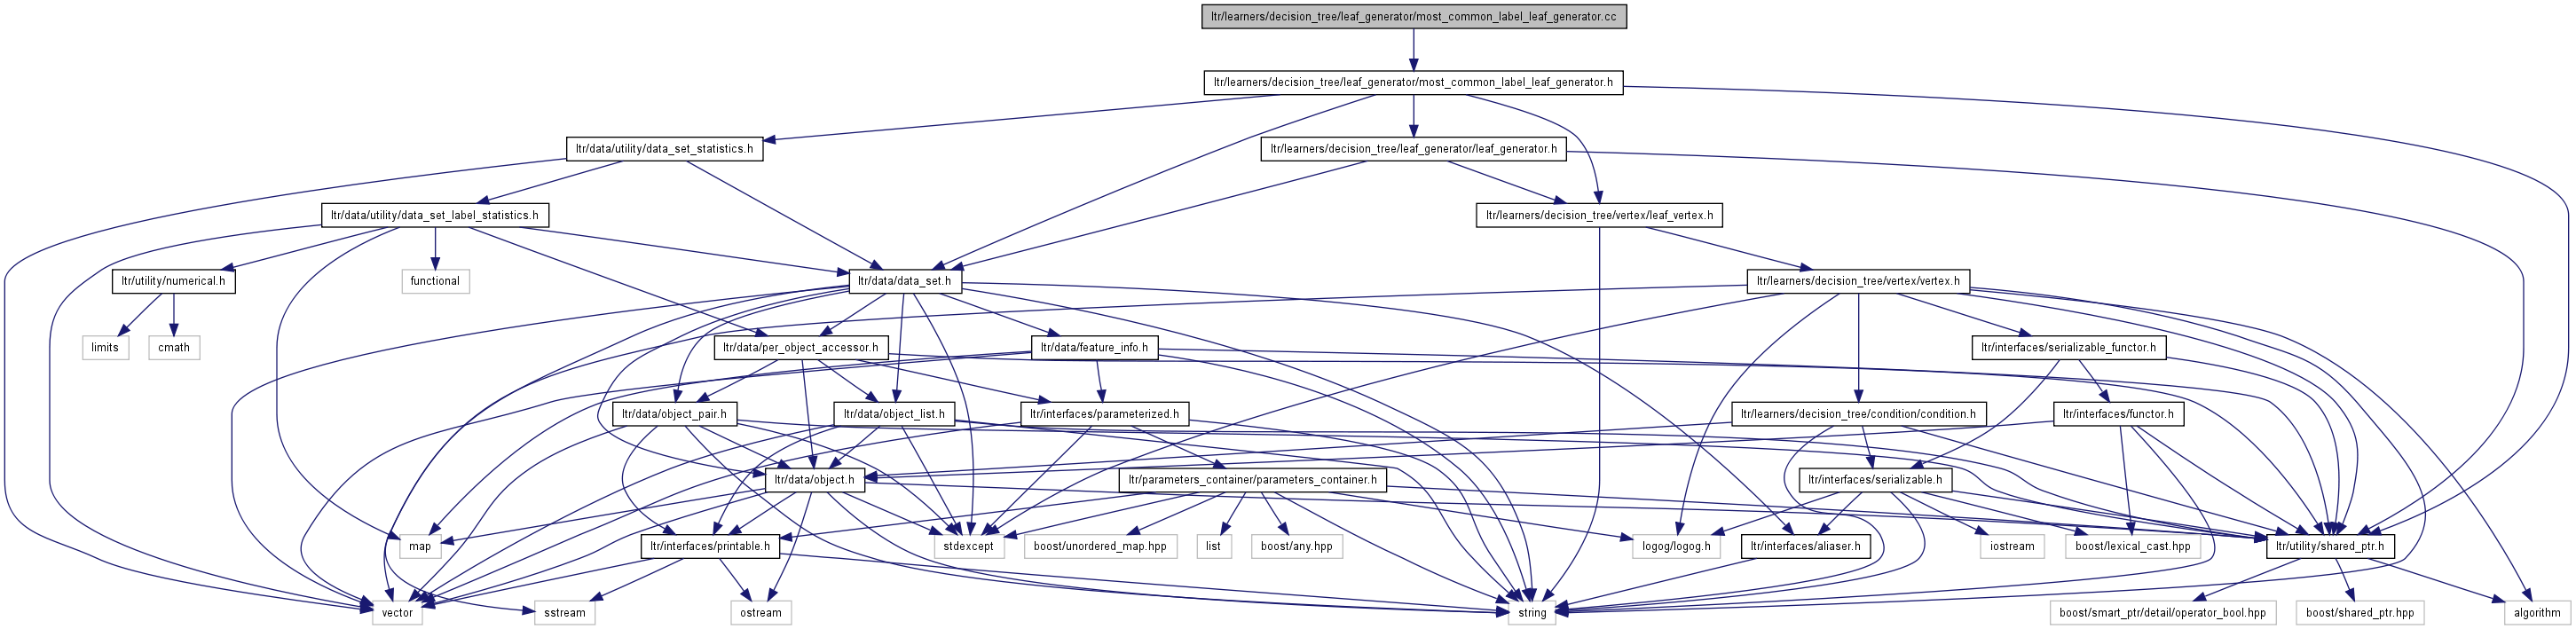 ltr/learners/decision_tree/leaf_generator/most_common_label_leaf_generator.cc
ltr/learners/decision_tree/leaf_generator/most_common_label_leaf_generator.h
ltr/data/utility/data_set_statistics.h
ltr/learners/decision_tree/leaf_generator/leaf_generator.h
ltr/data/utility/data_set_label_statistics.h
ltr/learners/decision_tree/vertex/leaf_vertex.h
ltr/utility/numerical.h
functional
ltr/data/data_set.h
ltr/learners/decision_tree/vertex/vertex.h
limits
cmath
ltr/data/per_object_accessor.h
ltr/data/feature_info.h
ltr/interfaces/serializable_functor.h
ltr/data/object_pair.h
ltr/data/object_list.h
ltr/interfaces/parameterized.h
ltr/learners/decision_tree/condition/condition.h
ltr/interfaces/functor.h
ltr/data/object.h
ltr/parameters_container/parameters_container.h
ltr/interfaces/serializable.h
map
ltr/interfaces/printable.h
stdexcept
boost/unordered_map.hpp
list
boost/any.hpp
logog/logog.h
ltr/interfaces/aliaser.h
iostream
boost/lexical_cast.hpp
ltr/utility/shared_ptr.h
vector
sstream
ostream
string
boost/smart_ptr/detail/operator_bool.hpp
boost/shared_ptr.hpp
algorithm